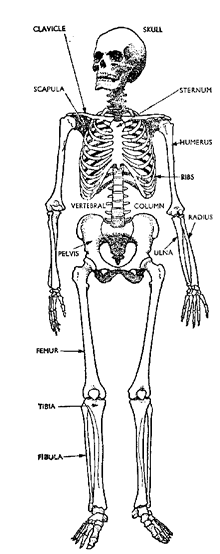 CLAVICLE SKULL
SCAPULA STERNUM
HUMERUS
RIBS
VERTEBRAL COLUMN
RADIUS
PELVIS ULNA
FEMUR
TIBIA
FIBULA